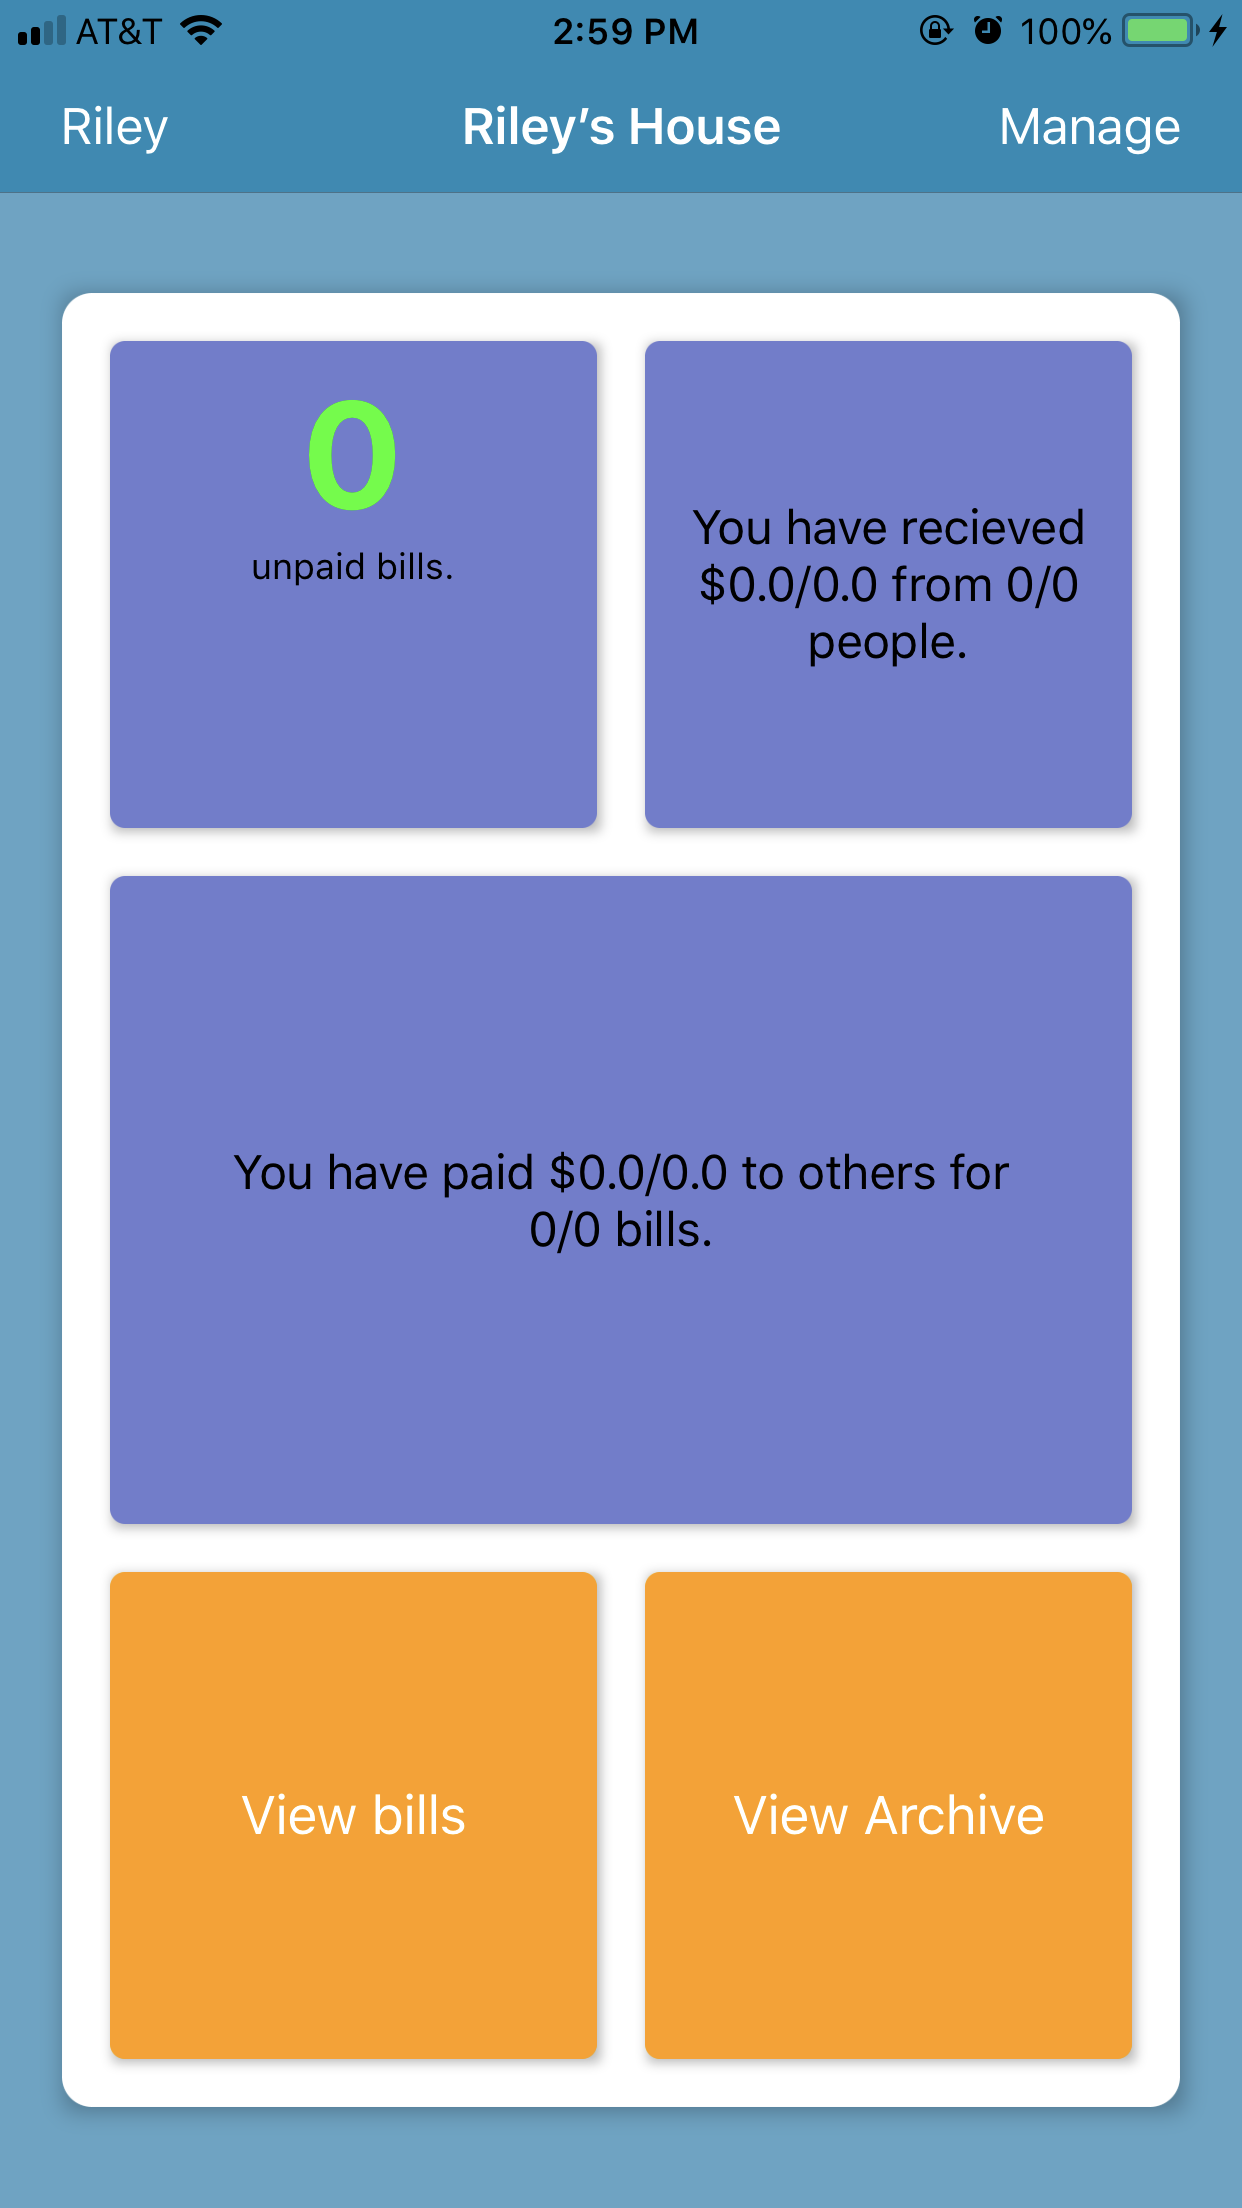 AT&T 2:59 PM 100%
Riley Riley’s House Manage
0
unpaid bills.
You have recieved
$0.0/0.0 from 0/0
people.
You have paid $0.0/0.0 to others for
0/0 bills.
View bills
View Archive